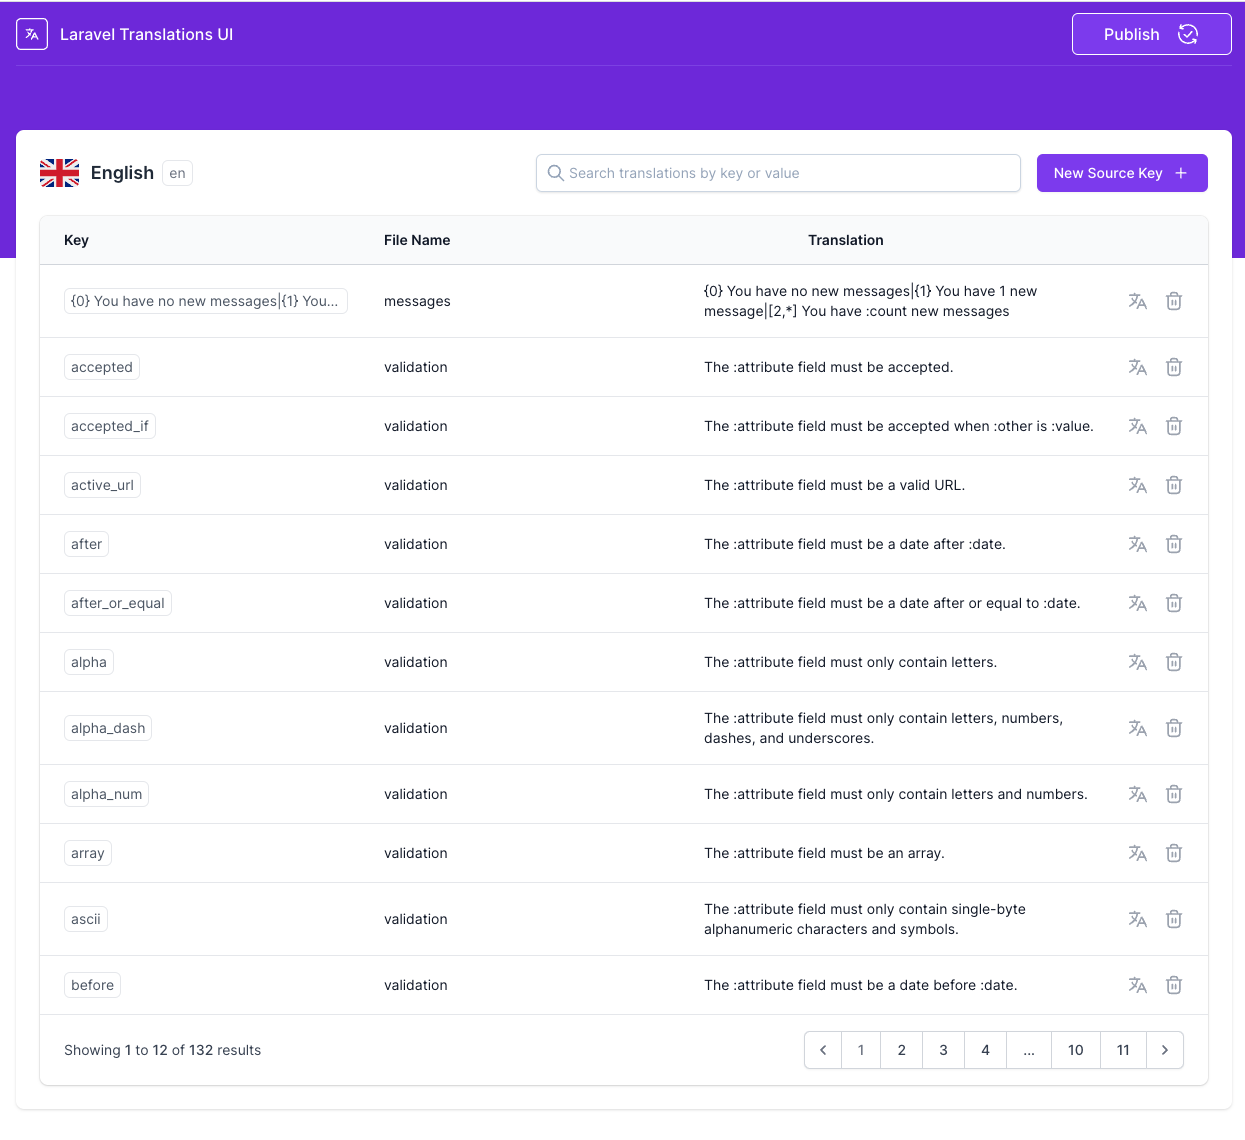 Laravel Translations UI
Publish
English en
Search translations by key or value
New Source Key +
Key File Name Translation
{0} You have no new messages|{1} You... messages {0} You have no new messages|{1} You have 1 new
message|[2,*] You have :count new messages
accepted validation The :attribute field must be accepted.
accepted_if validation The :attribute field must be accepted when :other is :value.
active_url validation The :attribute field must be a valid URL.
after validation The :attribute field must be a date after :date.
after_or_equal validation The :attribute field must be a date after or equal to :date.
alpha validation The :attribute field must only contain letters.
alpha_dash validation The :attribute field must only contain letters, numbers,
dashes, and underscores.
alpha_num validation The :attribute field must only contain letters and numbers.
array validation The :attribute field must be an array.
ascii validation The :attribute field must only contain single-byte
alphanumeric characters and symbols.
before validation The :attribute field must be a date before :date.
Showing 1 to 12 of 132 results
1 2 3 4 ... 10 11